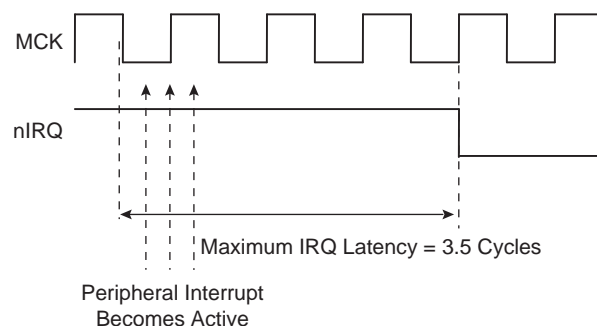 MCK
nIRQ
Maximum IRQ Latency = 3.5 Cycles
Peripheral Interrupt
Becomes Active